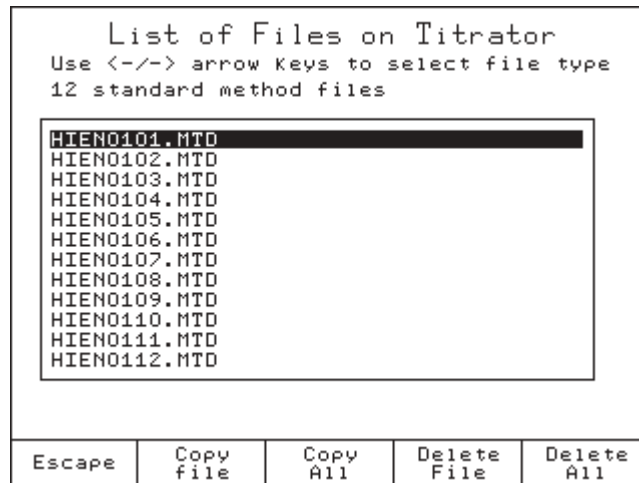 List of Files on Titrator
Use <-/-> arrow Keys to select file type
12 standard method files
HIEN0101.MTD
HIEN0102.MTD
HIEN0103.MTD
HIEN0104.MTD
HIEN0105.MTD
HIEN0106.MTD
HIEN0107.MTD
HIEN0108.MTD
HIEN0109.MTD
HIEN0110.MTD
HIEN0111.MTD
HIEN0112.MTD
Escape
Copy
file
Copy
All
Delete
File
Delete
All